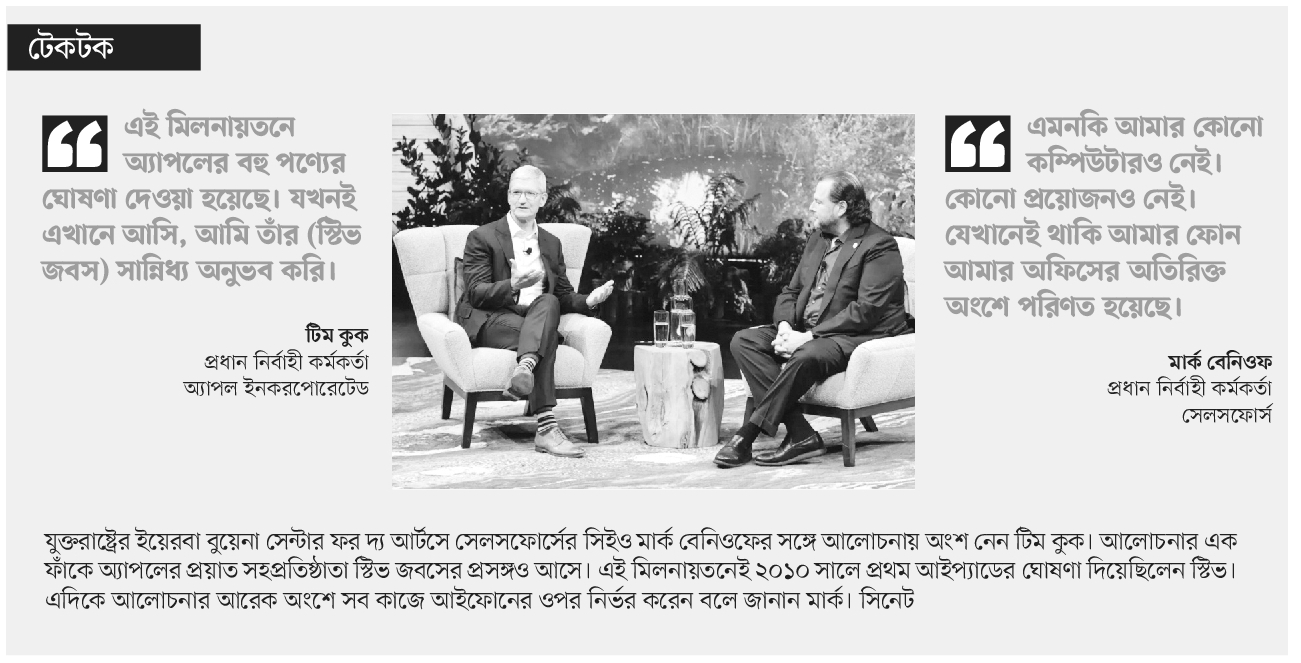 টেকটক
এই মিলনায়তনে
অ্যাপলের বহু পণ্যের
ঘোষণা দেওয়া হয়েছে। যখনই
এখানে আসি, আমি তাঁর (স্টিভ
জবস) সান্নিধ্য অনুভব করি।
টিম কুক
প্রধান নির্বাহী কর্মকর্তা
অ্যাপল ইনকরপোরেটেড
এমনকি আমার কোনো
কম্পিউটারও নেই।
কোনো প্রয়োজনও নেই।
যেখানেই থাকি আমার ফোন
আমার অফিসের অতিরিক্ত
অংশে পরিণত হয়েছে।
মার্ক বেনিওফ
প্রধান নির্বাহী কর্মকর্তা
সেলসফোর্স
যুক্তরাষ্ট্রের ইয়েরবা বুয়েনা সেন্টার ফর দ্য আর্টসে সেলসফোর্সের সিইও মার্ক বেনিওফের সঙ্গে আলোচনায় অংশ নেন টিম কুক। আলোচনার এক
ফাঁকে অ্যাপলের প্রয়াত সহপ্রতিষ্ঠাতা স্টিভ জবসের প্রসঙ্গও আসে। এই মিলনায়তনেই ২০১০ সালে প্রথম আইপ্যাডের ঘোষণা দিয়েছিলেন স্টিভ।
এদিকে আলোচনার আরেক অংশে সব কাজে আইফোনের ওপর নির্ভর করেন বলে জানান মার্ক। সিনেট